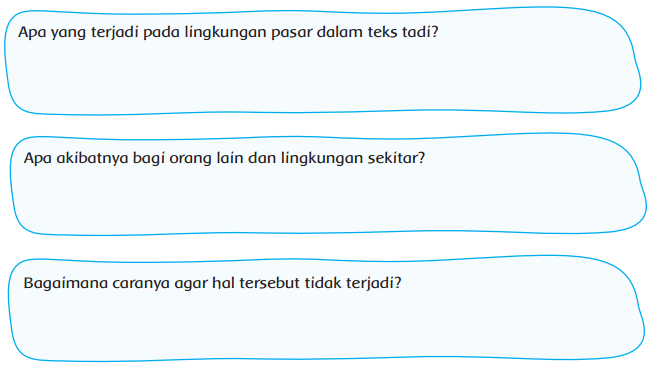 Apa yang terjadi pada lingkungan pasar dalam teks tadi?
Apa akibatnya bagi orang lain dan lingkungan sekitar?
Bagaimana caranya agar hal tersebut tidak terjadi?